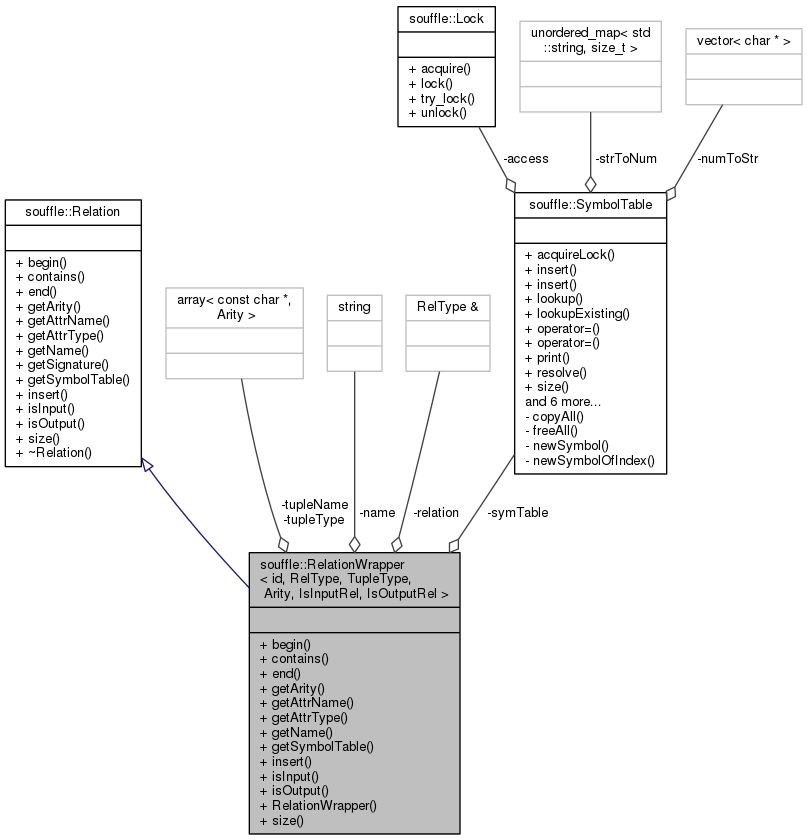 souffle::Lock
+ acquire()
+ lock()
+ try_lock()
+ unlock()
unordered_map< std
::string, size_t >
vector< char * >
-access
-strToNum
-numToStr
souffle::SymbolTable
+ acquireLock()
+ insert()
+ insert()
+ lookup()
+ lookupExisting()
+ operator=()
+ operator=()
+ print()
+ resolve()
+ size()
and 6 more...
- copyAll()
- freeAll()
- newSymbol()
- newSymbolOfIndex()
souffle::Relation
+ begin()
+ contains()
+ end()
+ getArity()
+ getAttrName()
+ getAttrType()
+ getName()
+ getSignature()
+ getSymbolTable()
+ insert()
+ isInput()
+ isOutput()
+ size()
+ ~Relation()
array< const char *,
Arity >
string
RelType &
-tupleName
-tupleType
-name
-relation
-symTable
souffle::RelationWrapper
< id, RelType, TupleType,
Arity, IsInputRel, IsOutputRel >
+ begin()
+ contains()
+ end()
+ getArity()
+ getAttrName()
+ getAttrType()
+ getName()
+ getSymbolTable()
+ insert()
+ isInput()
+ isOutput()
+ RelationWrapper()
+ size()